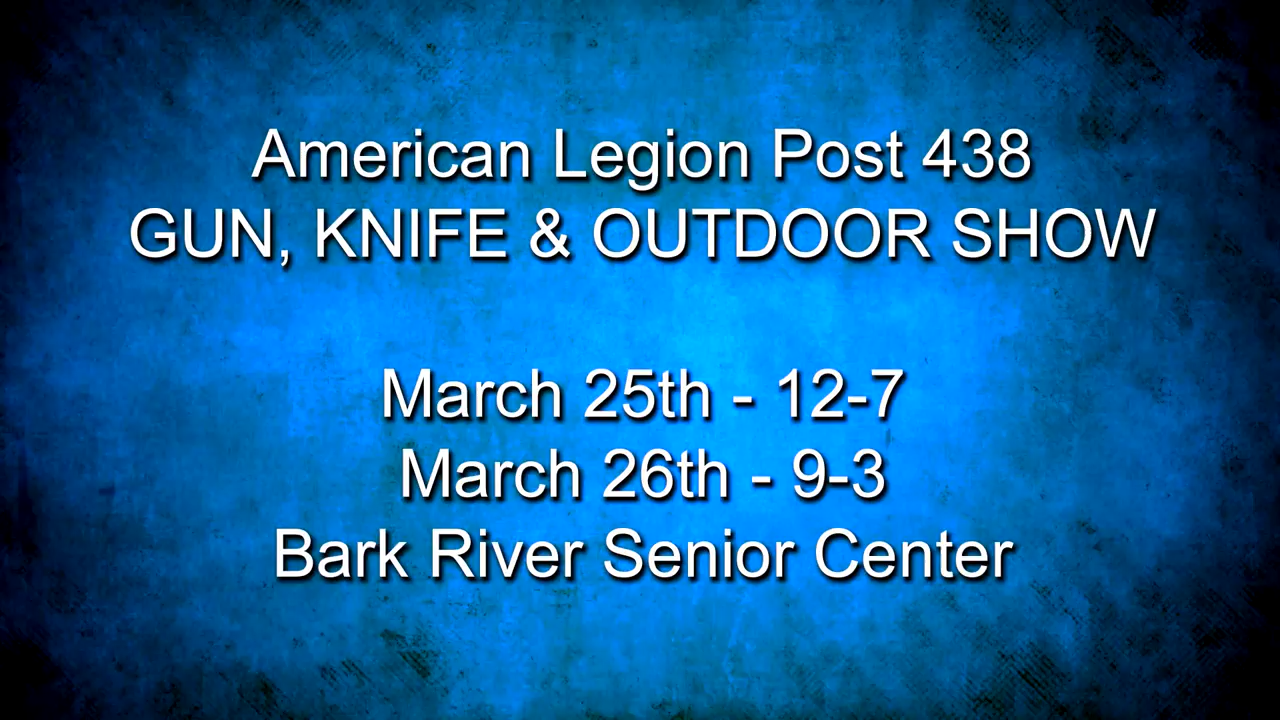 American Legion Post 438
GUN, KNIFE & OUTDOOR SHOW
March 25th - 12-7
March 26th - 9-3
Bark River Senior Center